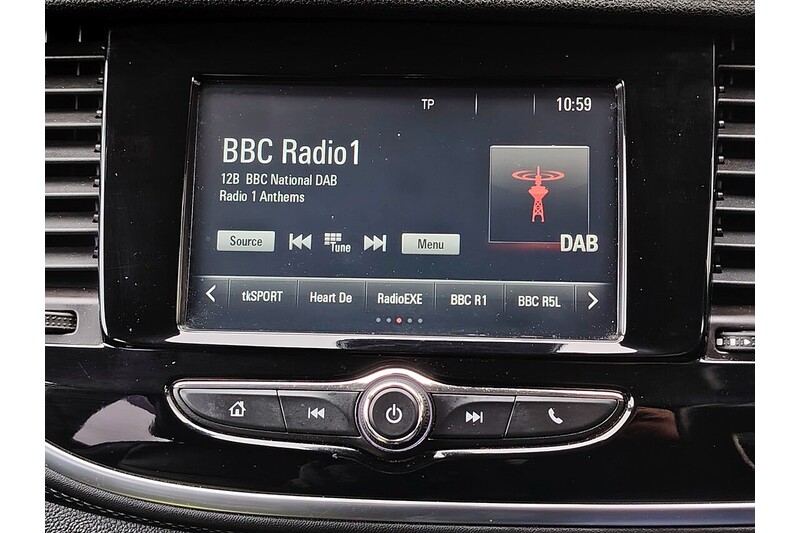 TP 10:59
BBC Radio1
12B BBC National DAB
Radio 1 Anthems
DAB
Source Tune Menu
tkSPORT Heart De RadioEXE BBC R1 BBC R5L